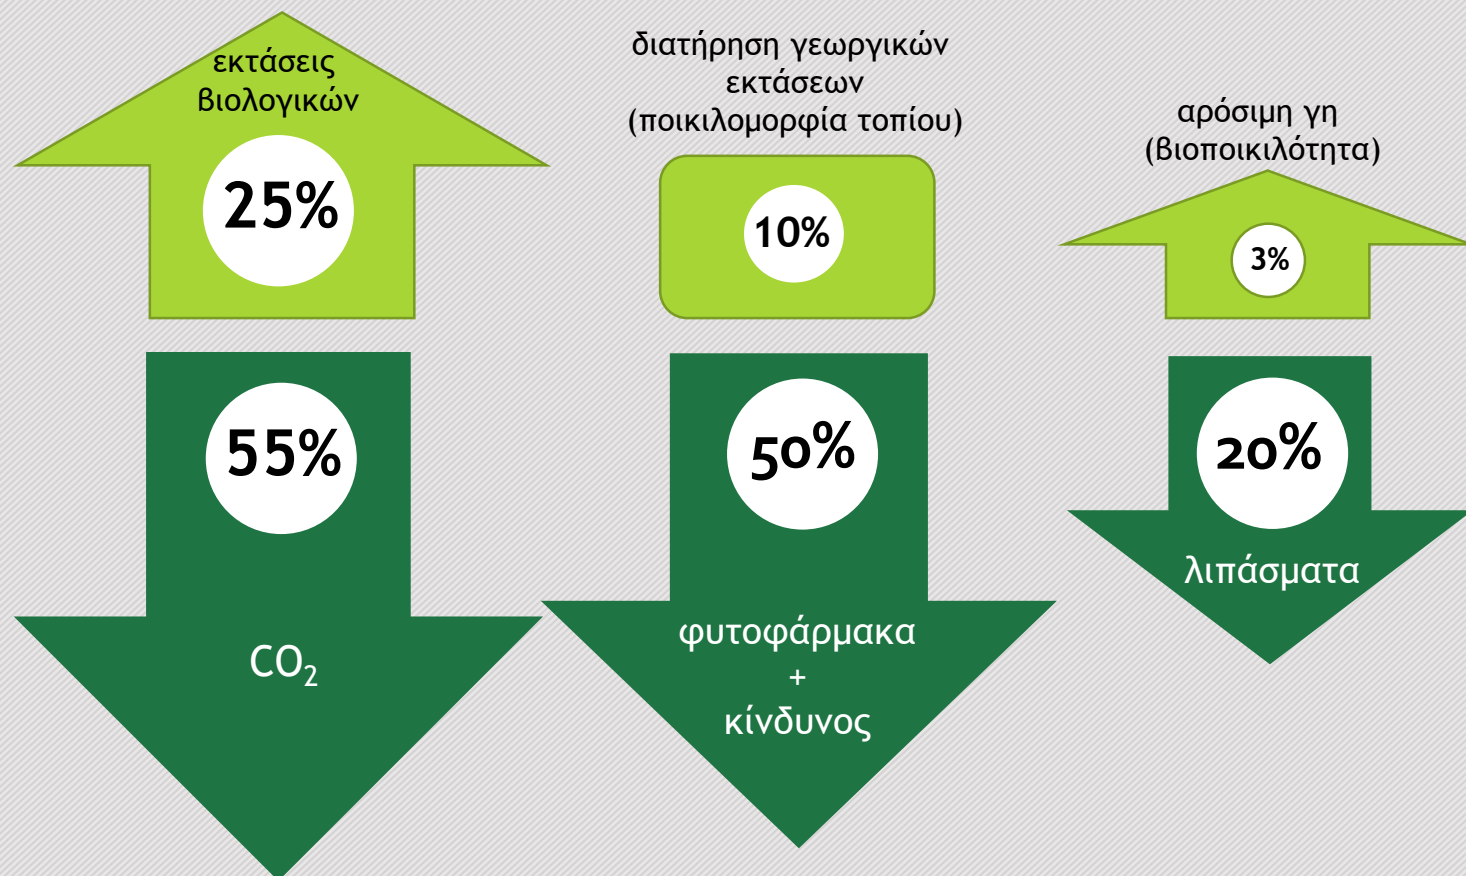 εκτάσεις
βιολογικών
25%
διατήρηση γεωργικών
εκτάσεων
(ποικιλομορφία τοπίου)
10%
αρόσιμη γη
(βιοποικιλότητα)
3%
55%
CO₂
50%
φυτοφάρμακα
+
κίνδυνος
20%
λιπάσματα